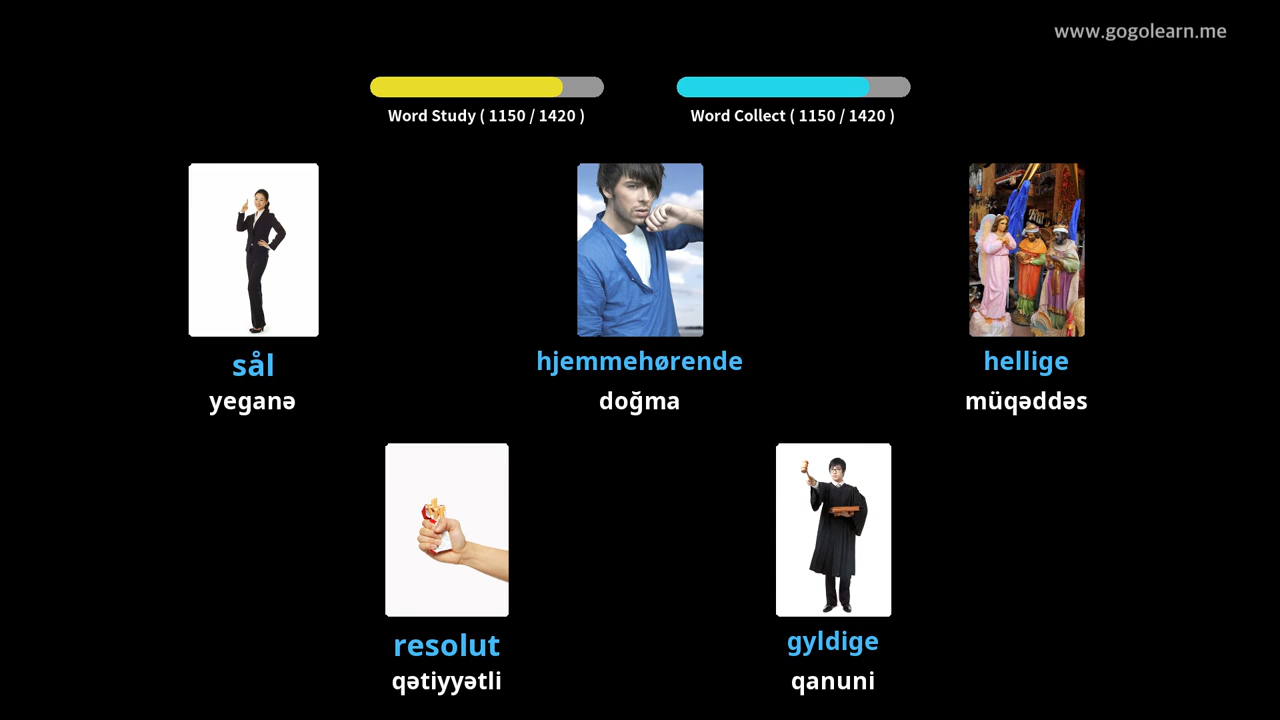 www.gogolearn.me
Word Study ( 1150 / 1420 )
Word Collect ( 1150 / 1420 )
sål
hjemmehørende
hellige
yeganə
doğma
müqəddəs
resolut
gyldige
qətiyyətli
qanuni